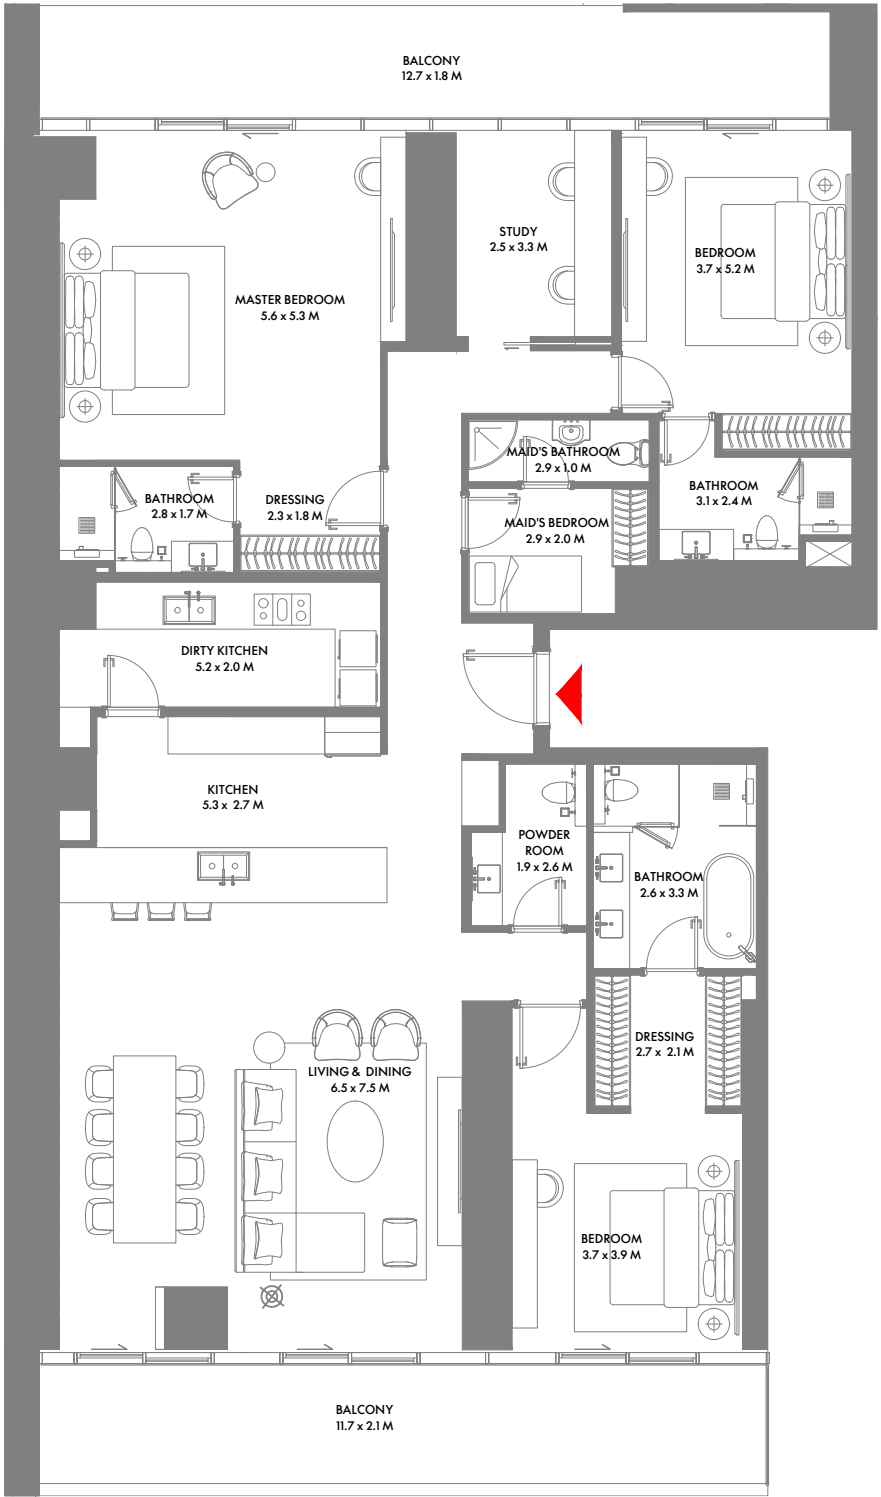 BALCONY
12.7 x 1.8 M
STUDY
2.5 x 3.3 M
BEDROOM
3.7 x 5.2 M
MASTER BEDROOM
5.6 x 5.3 M
MAID'S BATHROOM
2.9 x 1.0 M
BATHROOM
2.8 x 1.7 M
DRESSING
2.3 x 1.8 M
MAID'S BEDROOM
2.9 x 2.0 M
BATHROOM
3.1 x 2.4 M
DIRTY KITCHEN
5.2 x 2.0 M
KITCHEN
5.3 x 2.7 M
POWDER
ROOM
1.9 x 2.6 M
BATHROOM
2.6 x 3.3 M
DRESSING
2.7 x 2.1 M
LIVING & DINING
6.5 x 7.5 M
BEDROOM
3.7 x 3.9 M
BALCONY
11.7 x 2.1 M